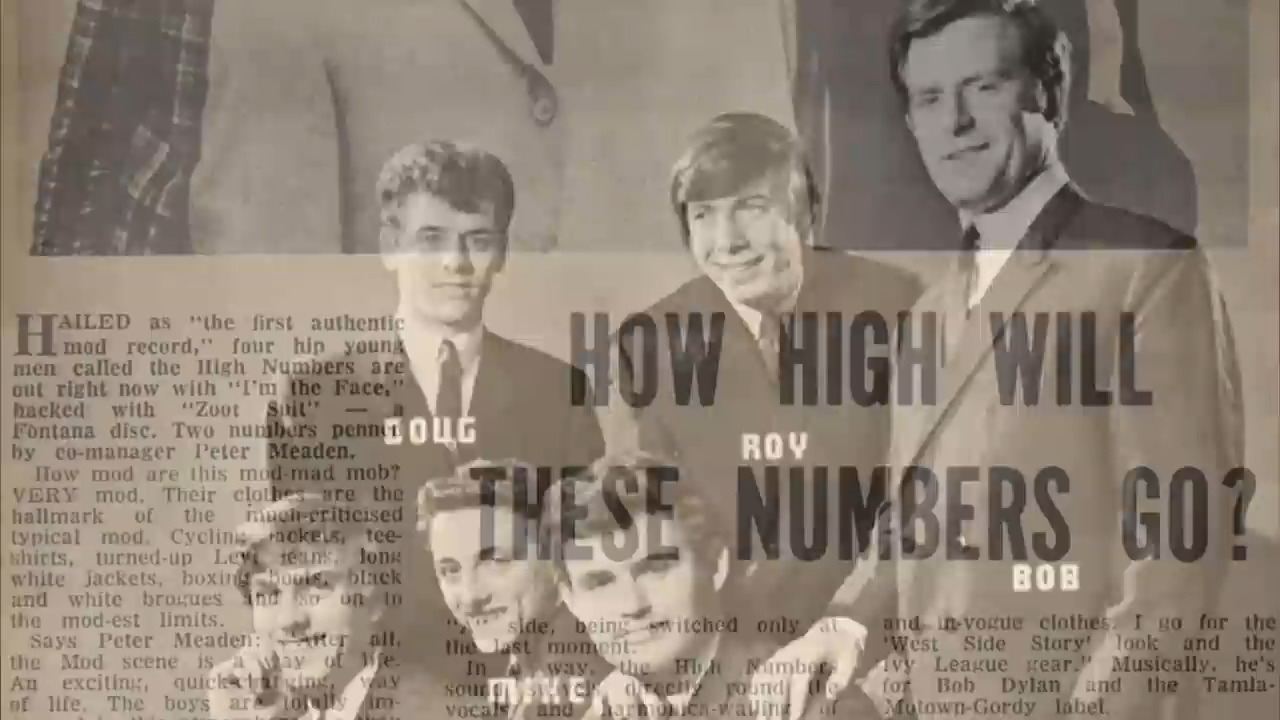 HAILED as "the first authentic
mod record," four hip young
men called the High Numbers are
out right now with "I'm the Face,"
backed with "Zoot Suit" — a
Fontana disc. Two numbers penned
by co-manager Peter Meaden.
How mod are this mod-mad mob?
VERY mod. Their clothes are the
hallmark of the much-criticised
typical mod. Cycling jackets, tee-
shirts, turned-up Levi jeans, long
white jackets, boxing boots, black
and white brogues and so on to
the mod-est limits.
Says Peter Meaden: "After all,
the Mod scene is a way of life.
An exciting, quick-changing, way
of life. The boys are totally im-
HOW HIGH WILL
THESE NUMBERS GO?
DOUG
ROY
BOB
side, being switched only at
the last moment.
In a way, the High Numbers
sound directly round the
vocals and harmonica-wailing of
and in-vogue clothes. I go for the
'West Side Story' look and the
Ivy League gear." Musically, he's
for Bob Dylan and the Tamla-
Motown-Gordy label.